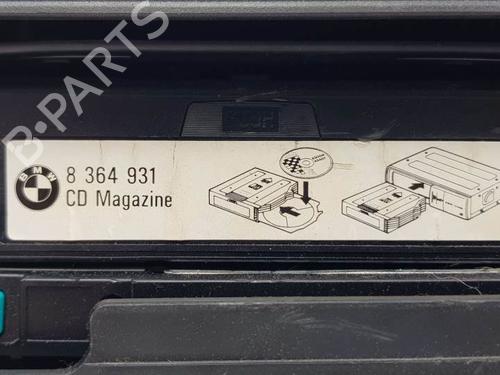 B-PARTS
BMW
8 364 931
CD Magazine